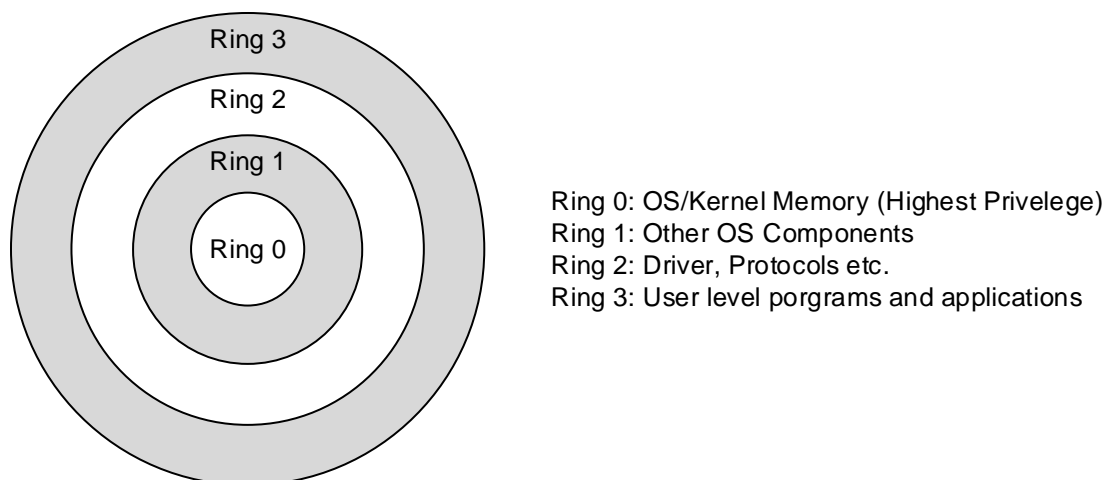 Ring 3
Ring 2
Ring 1
Ring 0
Ring 0: OS/Kernel Memory (Highest Privelege)
Ring 1: Other OS Components
Ring 2: Driver, Protocols etc.
Ring 3: User level porgrams and applications